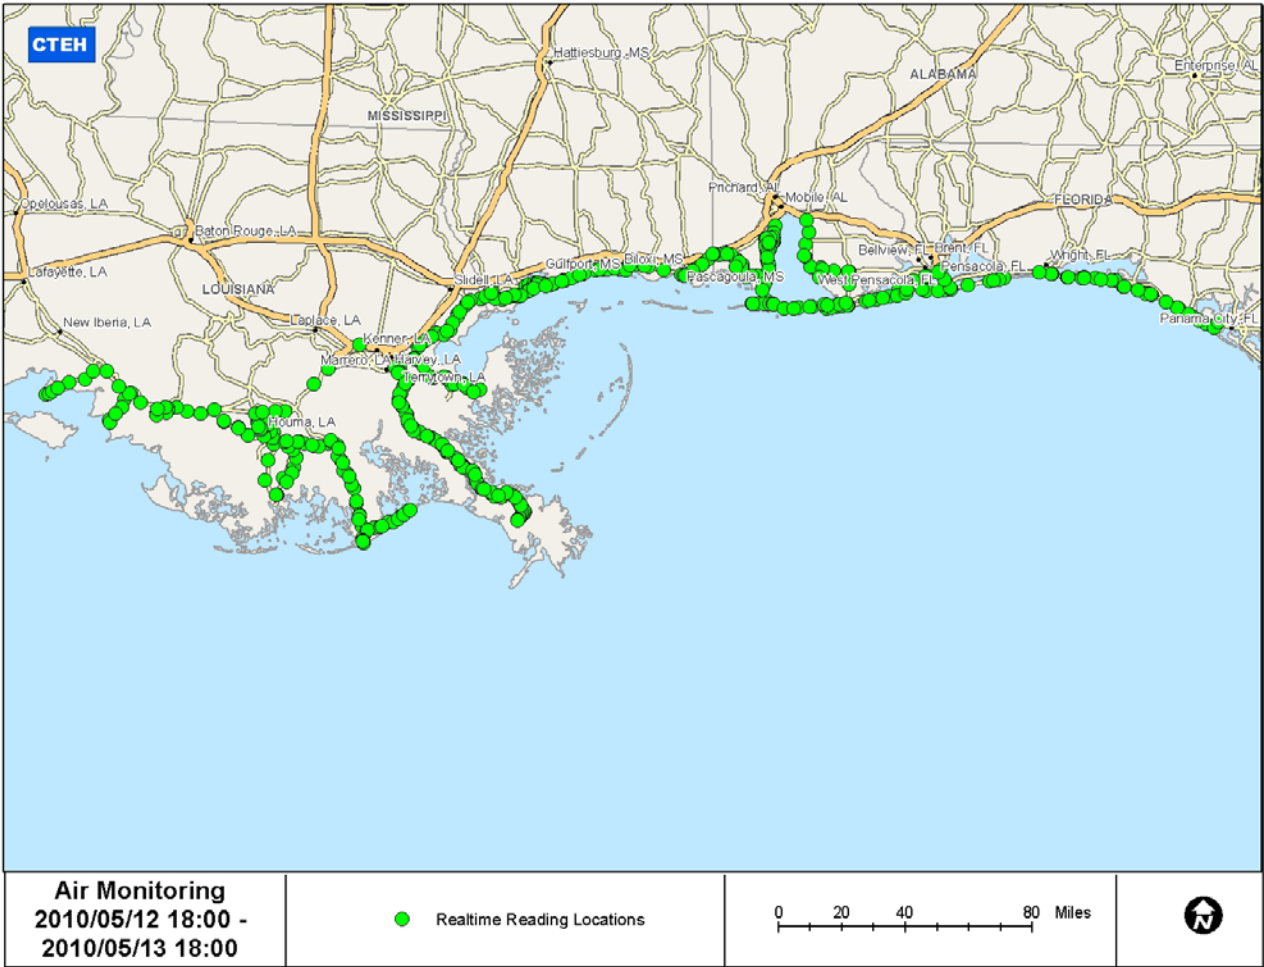 CTEH
Hattiesburg, MS
ALABAMA
Enterprise, AL
MISSISSIPPI
Prichard, AL
Mobile, AL
Opelousas, LA
FLORIDA
Baton Rouge, LA
Bellview, FL
Brent, FL
Wright, FL
Gulfport, MS
Biloxi, MS
Pensacola, FL
Lafayette, LA
Slidell, LA
Pascagoula, MS
West Pensacola, FL
LOUISIANA
New Iberia, LA
Laplace, LA
Panama City, FL
Kenner, LA
Marrero, LA
Harvey, LA
Terrytown, LA
Houma, LA
Air Monitoring
2010/05/12 18:00 -
2010/05/13 18:00
Realtime Reading Locations
0 20 40 80 Miles
N